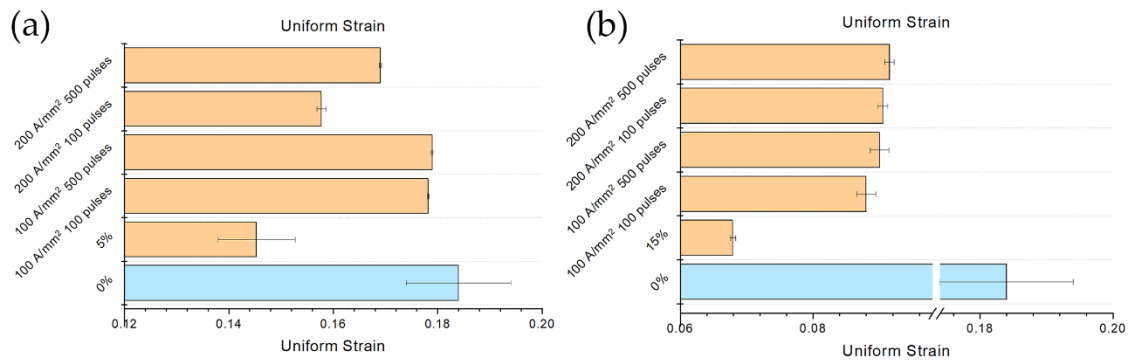 (a)
Uniform Strain
200 A/mm² 500 pulses
200 A/mm² 100 pulses
100 A/mm² 500 pulses
100 A/mm² 100 pulses
5%
0%
0.12 0.14 0.16 0.18 0.20
Uniform Strain
(b)
Uniform Strain
200 A/mm² 500 pulses
200 A/mm² 100 pulses
100 A/mm² 500 pulses
100 A/mm² 100 pulses
15%
0%
0.06 0.08 0.18 0.20
Uniform Strain